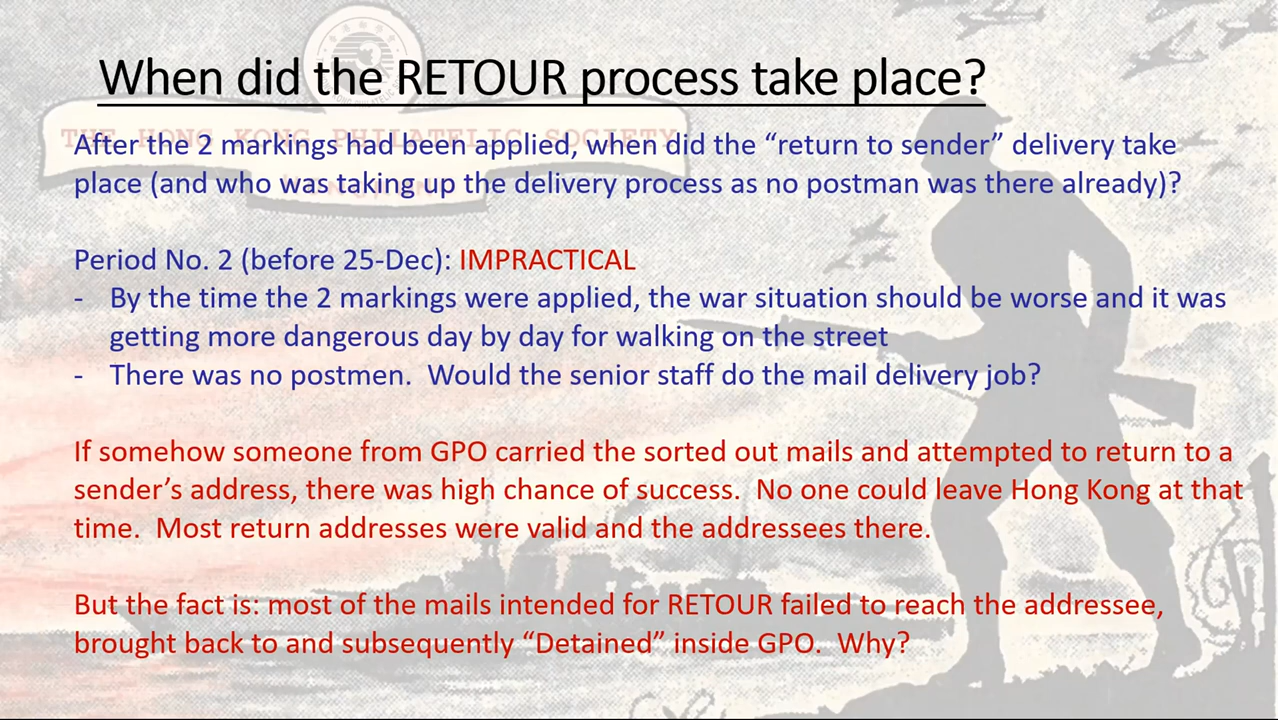 When did the RETOUR process take place?
THE HONG KONG PHILATELIC SOCIETY
After the 2 markings had been applied, when did the “return to sender” delivery take
place (and who was taking up the delivery process as no postman was there already)?
Period No. 2 (before 25-Dec): IMPRACTICAL
- By the time the 2 markings were applied, the war situation should be worse and it was
getting more dangerous day by day for walking on the street
- There was no postmen.  Would the senior staff do the mail delivery job?
If somehow someone from GPO carried the sorted out mails and attempted to return to a
sender’s address, there was high chance of success.  No one could leave Hong Kong at that
time.  Most return addresses were valid and the addressees there.
But the fact is: most of the mails intended for RETOUR failed to reach the addressee,
brought back to and subsequently “Detained” inside GPO.  Why?